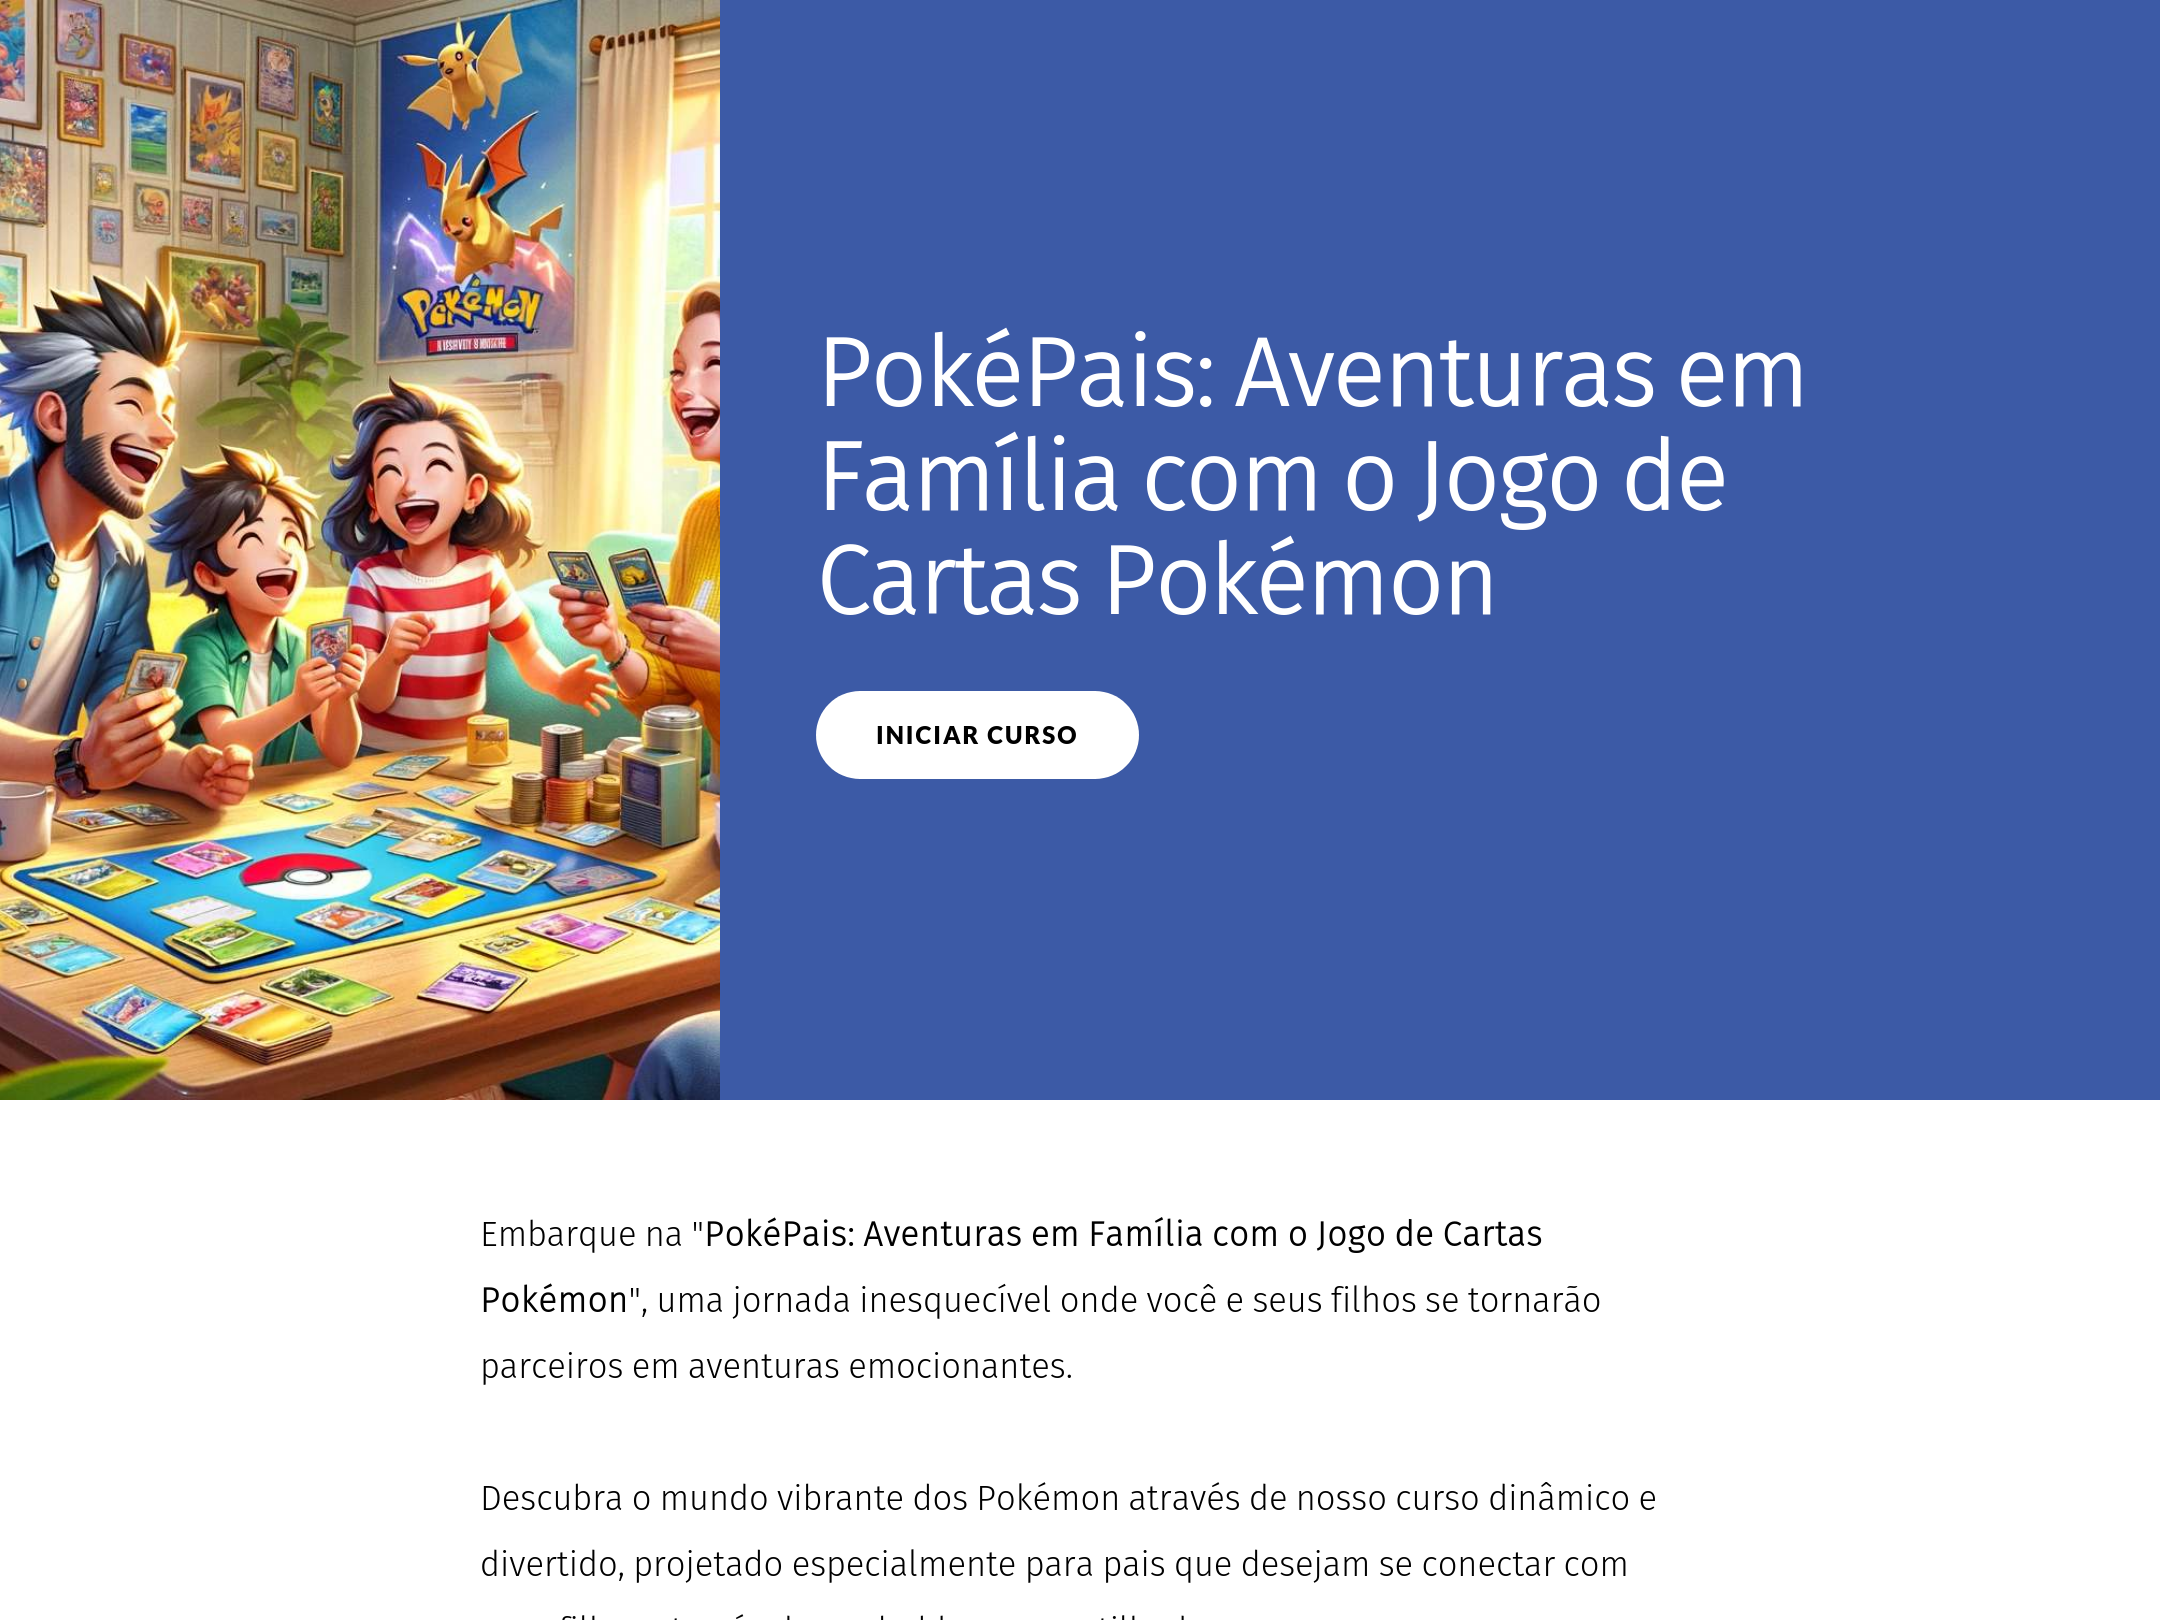 Pokémon
PokéPais: Aventuras em
Família com o Jogo de
Cartas Pokémon
INICIAR CURSO
Embarque na "PokéPais: Aventuras em Família com o Jogo de Cartas
Pokémon", uma jornada inesquecível onde você e seus filhos se tornarão
parceiros em aventuras emocionantes.
Descubra o mundo vibrante dos Pokémon através de nosso curso dinâmico e
divertido, projetado especialmente para pais que desejam se conectar com